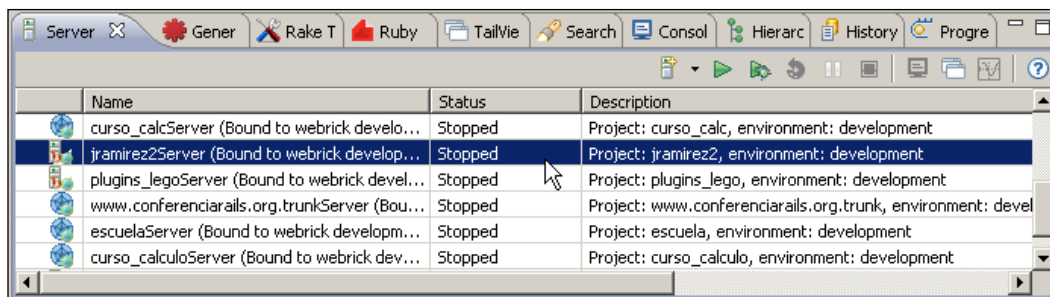 Server Gener Rake T Ruby TailVie Search Consol Hierarc History Progre
Name Status Description
curso_calcServer (Bound to webrick develo... Stopped Project: curso_calc, environment: development
jramirez2Server (Bound to webrick develop... Stopped Project: jramirez2, environment: development
plugins_legoServer (Bound to webrick devel... Stopped Project: plugins_lego, environment: development
www.conferenciarails.org.trunkServer (Bou... Stopped Project: www.conferenciarails.org.trunk, environment: devel
escuelaServer (Bound to webrick developm... Stopped Project: escuela, environment: development
curso_calculoServer (Bound to webrick dev... Stopped Project: curso_calculo, environment: development